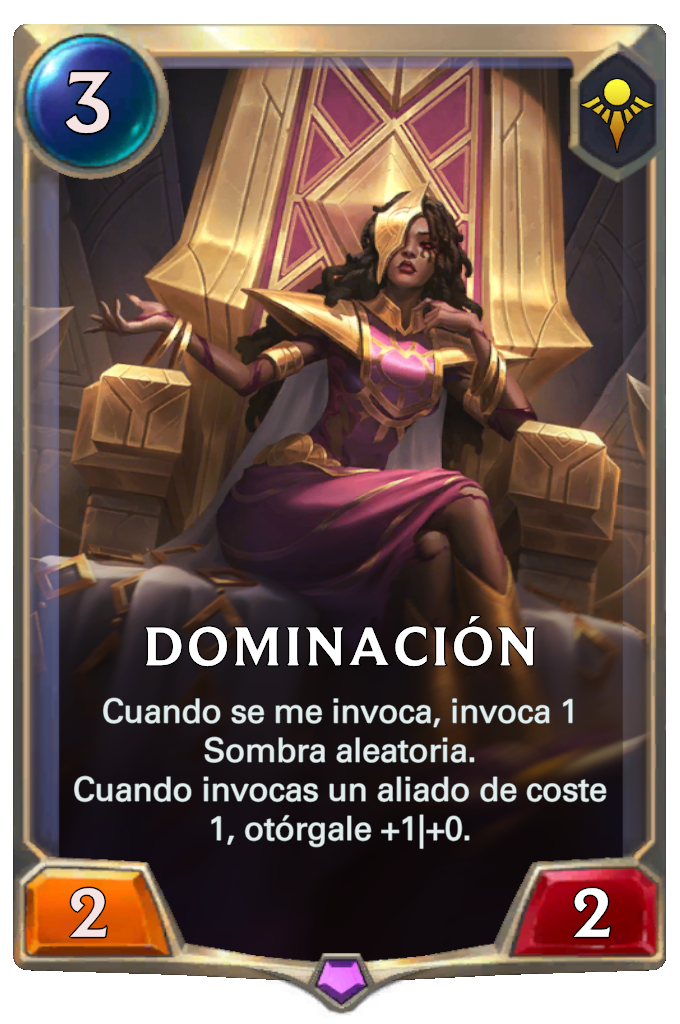 3
DOMINACIÓN
Cuando se me invoca, invoca 1
Sombra aleatoria.
Cuando invocas un aliado de coste
1, otórgale +1|+0.
2
2